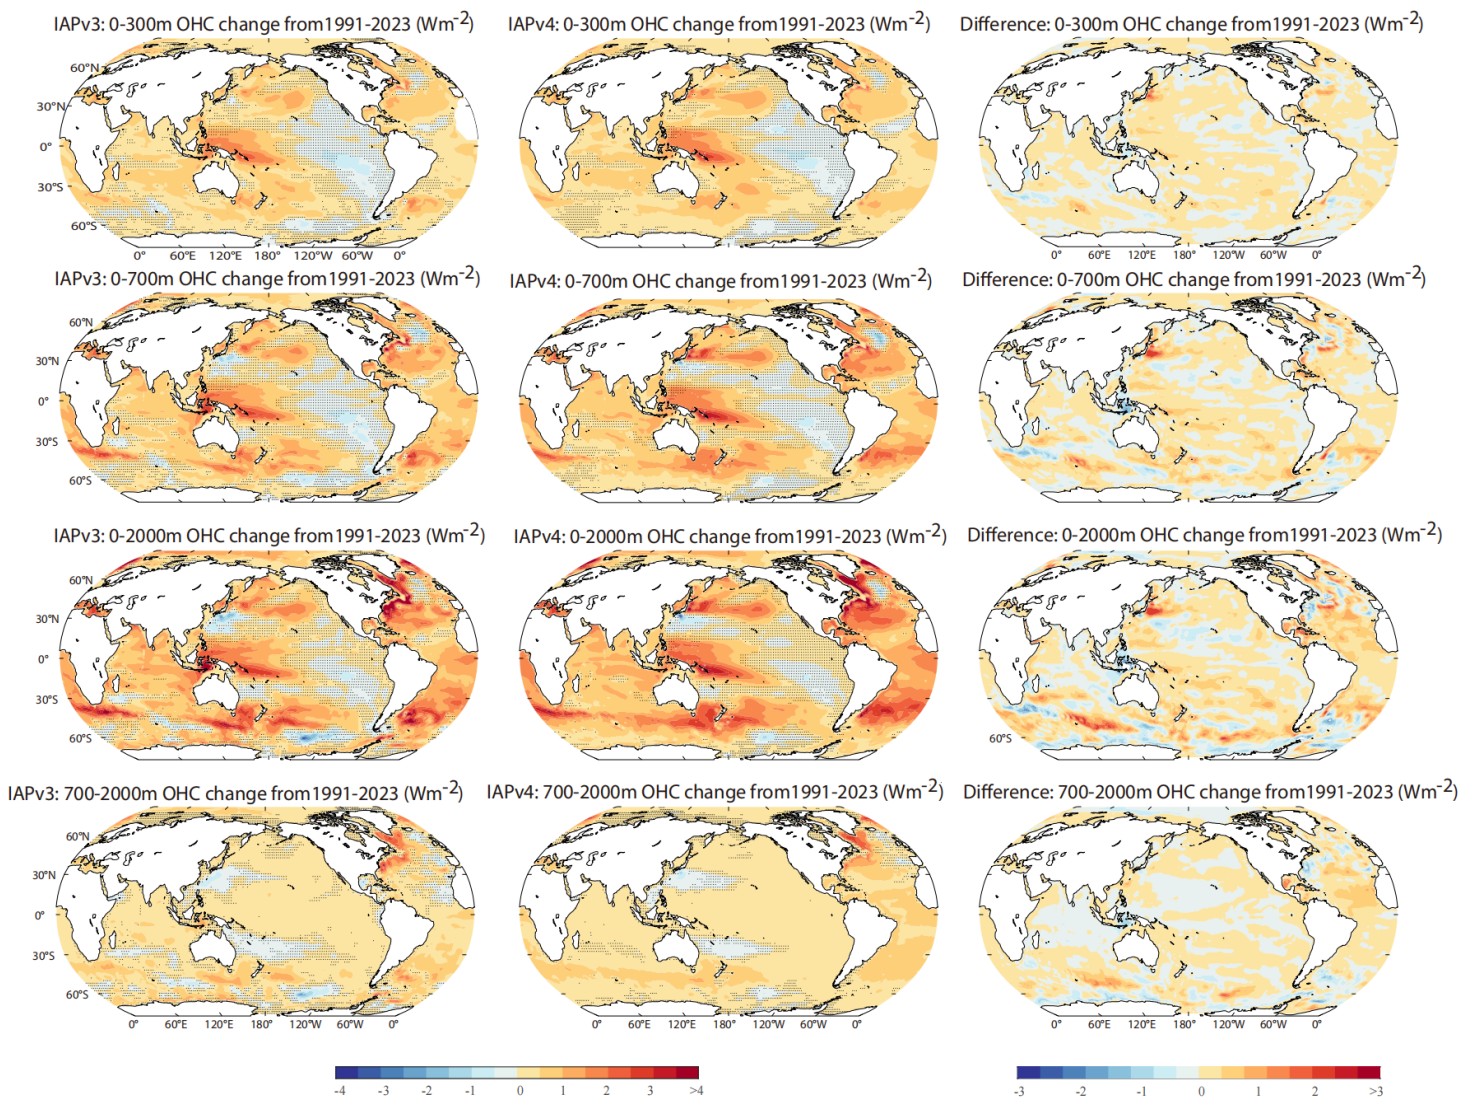 IAPv3: 0-300m OHC change from1991-2023 (Wm-2)
IAPv4: 0-300m OHC change from1991-2023 (Wm-2)
Difference: 0-300m OHC change from1991-2023 (Wm-2)
60°N
30°N
0°
30°S
60°S
0° 60°E 120°E 180° 120°W 60°W 0°
0° 60°E 120°E 180° 120°W 60°W 0°
0° 60°E 120°E 180° 120°W 60°W 0°
IAPv3: 0-700m OHC change from1991-2023 (Wm-2)
IAPv4: 0-700m OHC change from1991-2023 (Wm-2)
Difference: 0-700m OHC change from1991-2023 (Wm-2)
60°N
30°N
0°
30°S
60°S
IAPv3: 0-2000m OHC change from1991-2023 (Wm-2)
IAPv4: 0-2000m OHC change from1991-2023 (Wm-2)
Difference: 0-2000m OHC change from1991-2023 (Wm-2)
60°N
30°N
0°
30°S
60°S
60°S
IAPv3: 700-2000m OHC change from1991-2023 (Wm-2)
IAPv4: 700-2000m OHC change from1991-2023 (Wm-2)
Difference: 700-2000m OHC change from1991-2023 (Wm-2)
60°N
30°N
0°
30°S
60°S
0° 60°E 120°E 180° 120°W 60°W 0°
0° 60°E 120°E 180° 120°W 60°W 0°
0° 60°E 120°E 180° 120°W 60°W 0°
-4 -3 -2 -1 0 1 2 3 >4
-3 -2 -1 0 1 2 >3